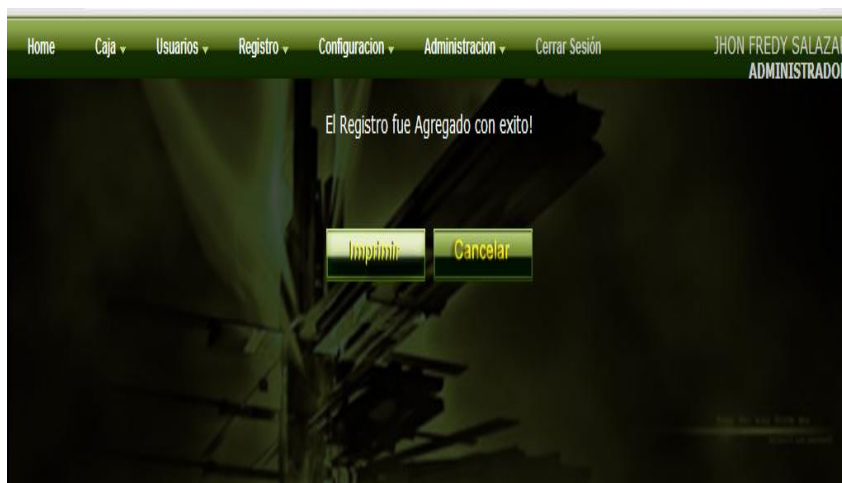 Home Caja Usuarios Registro Configuracion Administracion Cerrar Sesión JHON FREDY SALAZAR
ADMINISTRADOR
El Registro fue Agregado con exito!
Imprimir Cancelar